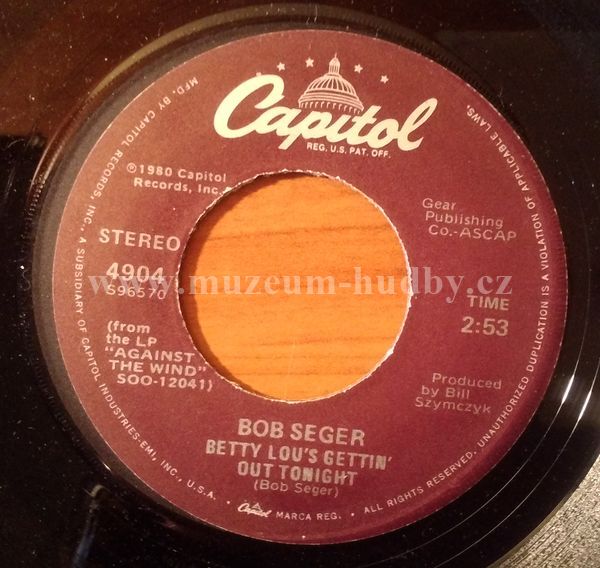 Capitol
REG. U.S. PAT. OFF.
℗1980 Capitol
Records, Inc.
STEREO
4904
S96570
(from
the LP
"AGAINST
THE WIND"
SOO-12041)
Gear
Publishing
Co.-ASCAP
TIME
2:53
Produced
by Bill
Szymczyk
www.muzeum-hudby.cz
BOB SEGER
BETTY LOU'S GETTIN'
OUT TONIGHT
(Bob Seger)
MFD. BY CAPITOL RECORDS, INC., A SUBSIDIARY OF CAPITOL INDUSTRIES-EMI, INC., U.S.A. • Capitol MARCA REG. • ALL RIGHTS RESERVED. UNAUTHORIZED DUPLICATION IS A VIOLATION OF APPLICABLE LAWS.